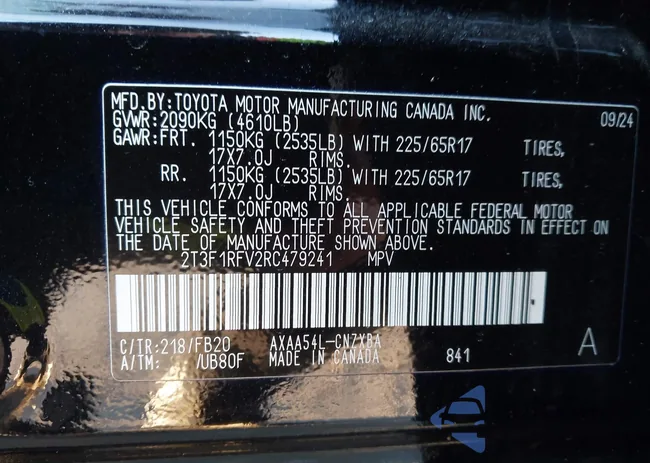 MFD.BY:TOYOTA MOTOR MANUFACTURING CANADA INC. 09/24
GVWR:2090KG (4610LB)
GAWR:FRT. 1150KG (2535LB) WITH 225/65R17 TIRES,
17X7.0J RIMS.
RR. 1150KG (2535LB) WITH 225/65R17 TIRES,
17X7.0J RIMS.
THIS VEHICLE CONFORMS TO ALL APPLICABLE FEDERAL MOTOR
VEHICLE SAFETY AND THEFT PREVENTION STANDARDS IN EFFECT ON
THE DATE OF MANUFACTURE SHOWN ABOVE.
2T3F1RFV2RC479241 MPV
C/TR:218/FB20 AXAA54L-CNZXBA A
A/TM: /UB80F MADE IN CANADA 841